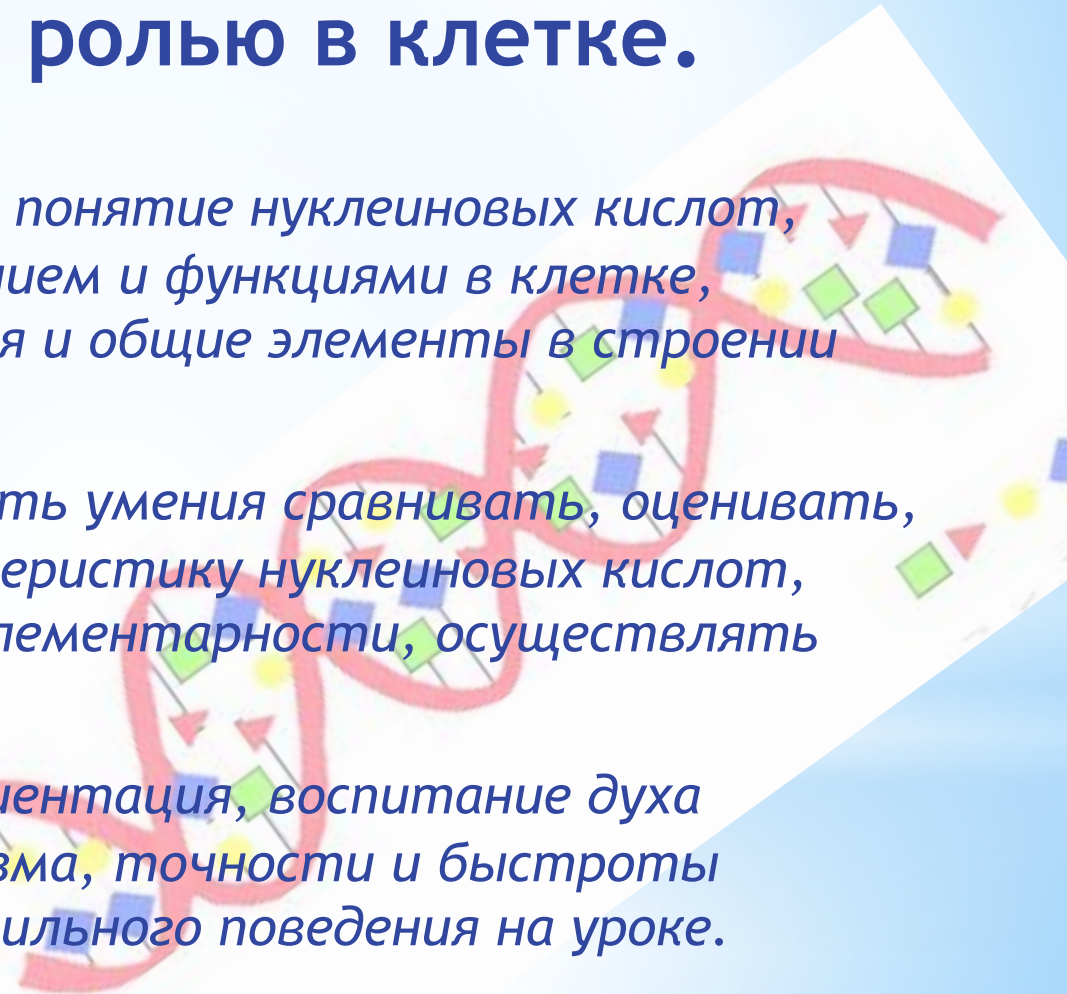 ролью в клетке.
понятие нуклеиновых кислот,
нием и функциями в клетке,
я и общие элементы в строении
ть умения сравнивать, оценивать,
еристику нуклеиновых кислот,
лементарности, осуществлять
иентация, воспитание духа
зма, точности и быстроты
ильного поведения на уроке.